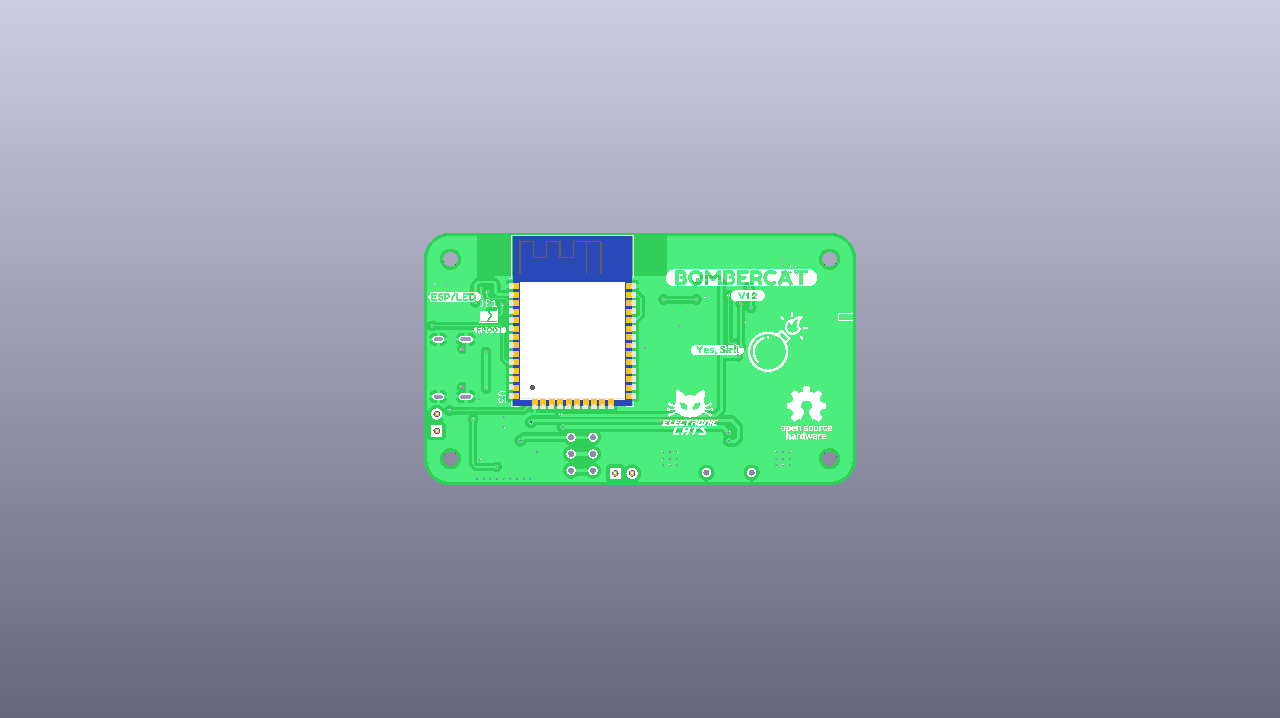 BOMBERCAT
V1.2
ESP/LED
JP1
Yes, Sir!!
ELECTRONIC
CATS
open source
hardware